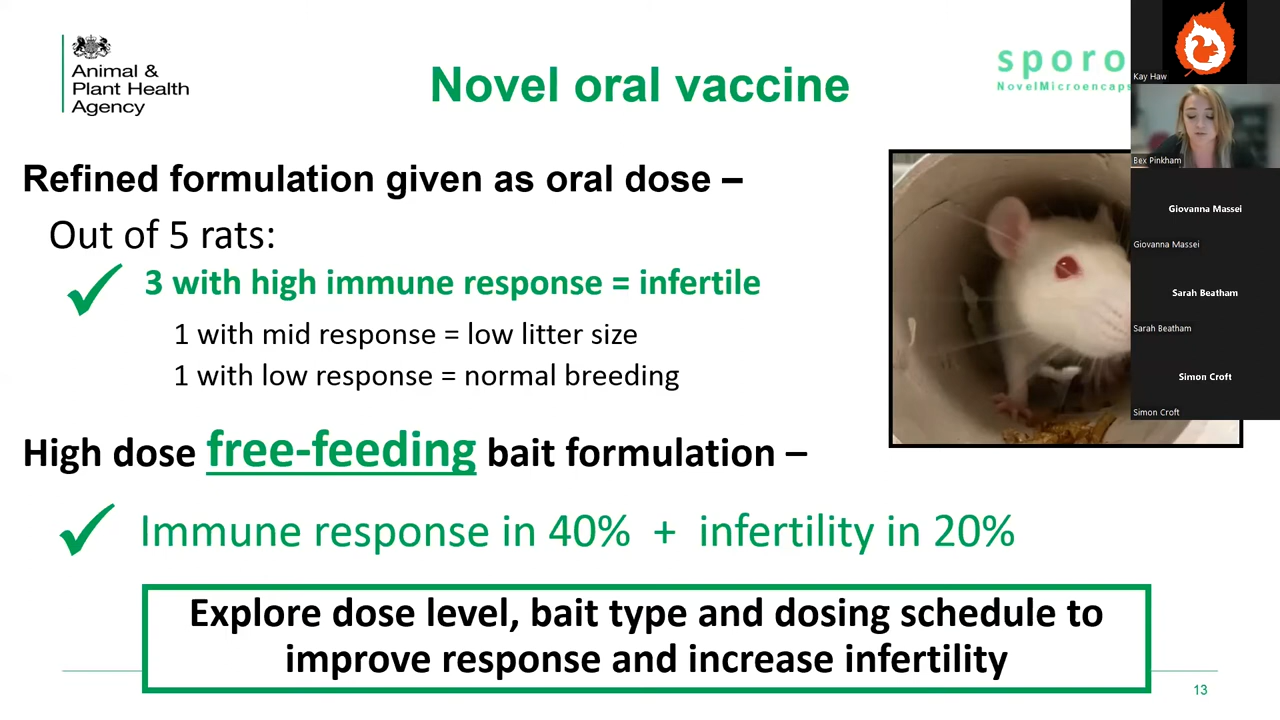 Animal &
Plant Health
Agency
Novel oral vaccine
sporo
NovelMicroencaps
Kay Haw
Bex Pinkham
Giovanna Massei
Giovanna Massei
Sarah Beatham
Sarah Beatham
Simon Croft
Simon Croft
Refined formulation given as oral dose –
Out of 5 rats:
3 with high immune response = infertile
1 with mid response = low litter size
1 with low response = normal breeding
High dose free-feeding bait formulation –
Immune response in 40% + infertility in 20%
Explore dose level, bait type and dosing schedule to
improve response and increase infertility
13